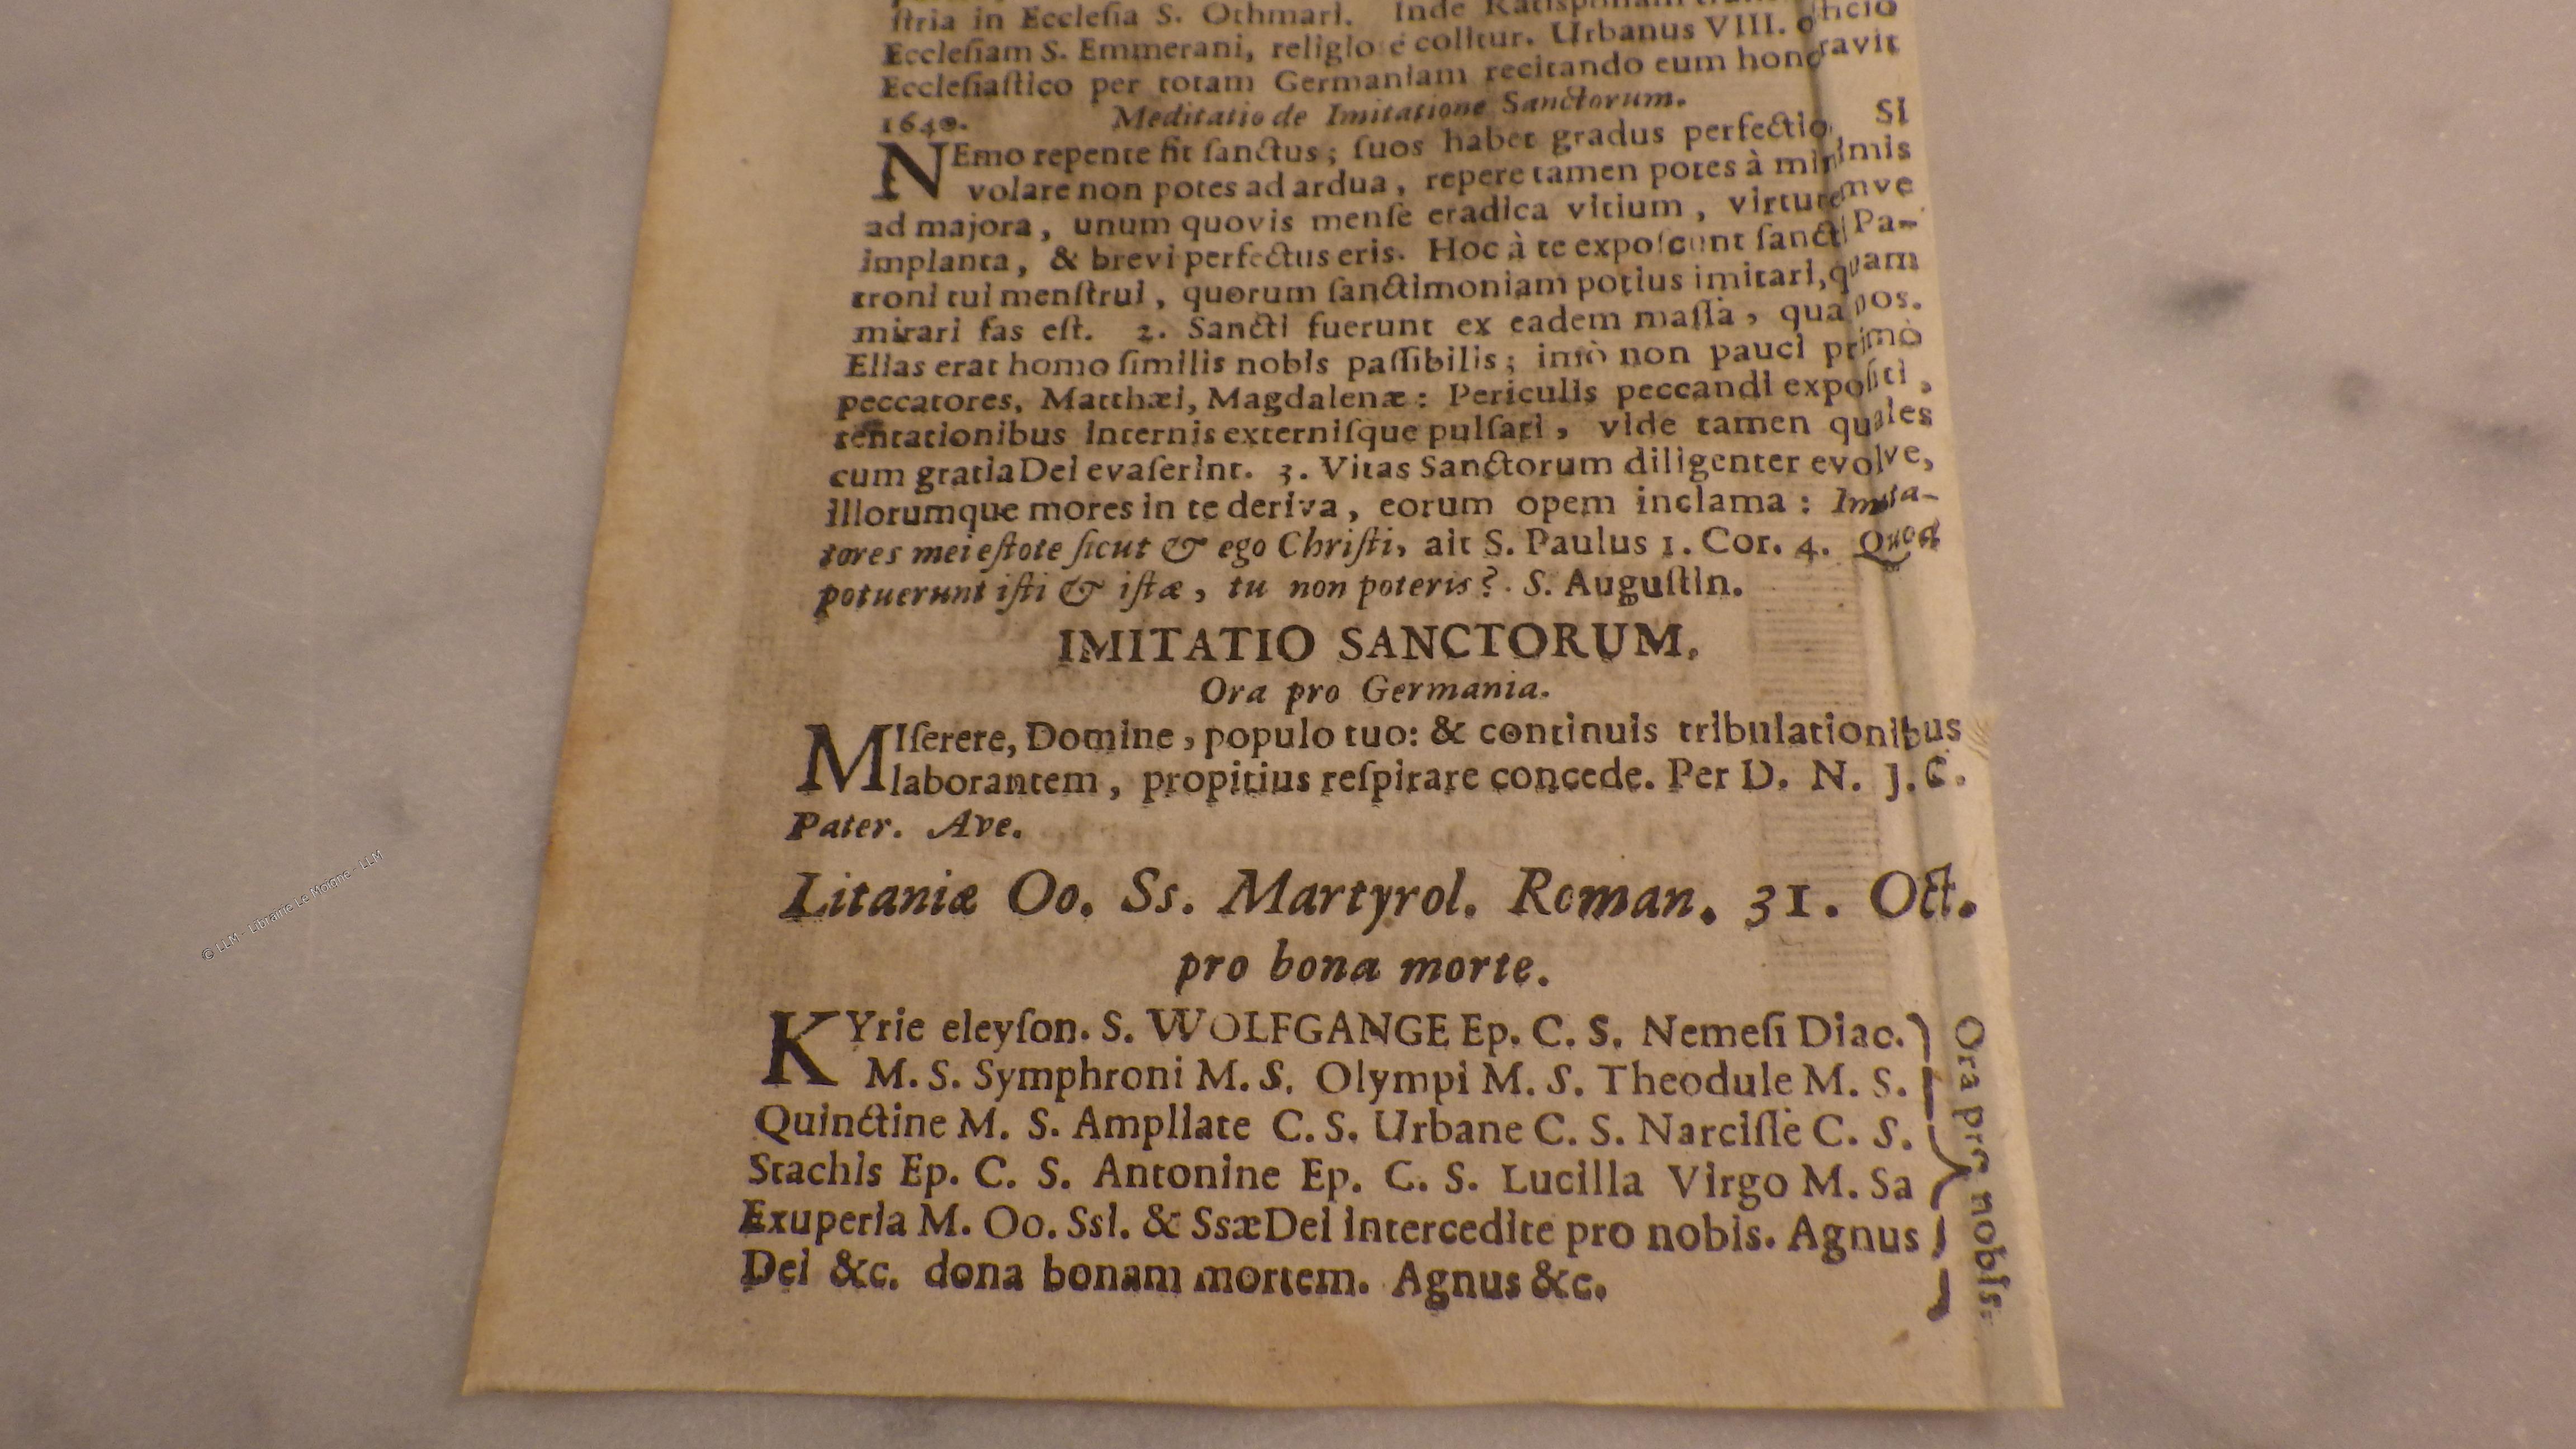 ſtria in Eccleſia S. Othmari. Inde Ratisponam
Eccleſiam S. Emmerani, religioſè colitur. Urbanus VIII. officio
Eccleſiaſtico per totam Germaniam recitando eum honoravit
1640.
Meditatio de Imitatione Sanctorum.
NEmo repente fit ſanctus; ſuos habet gradus perfectio, SI
volare non potes ad ardua, repere tamen potes à minimis
ad majora, unum quovis menſe eradica vitium, virtutemve
implanta, & brevi perfectus eris. Hoc à te expoſcunt ſancti Pa-
troni tui menſtrui, quorum ſanctimoniam potius imitari, quam
mirari fas eſt. 2. Sancti fuerunt ex eadem maſſa, qua nos.
Elias erat homo ſimilis nobis paſſibilis; imò non pauci primò
peccatores, Matthæi, Magdalenæ: Periculis peccandi expoſiti,
tentationibus internis externiſque pulſati, vide tamen quales
cum gratia Dei evaſerint. 3. Vitas Sanctorum diligenter evolve,
illorumque mores in te deriva, eorum opem inclama: Imita-
tores mei eſtote ſicut & ego Chriſti, ait S. Paulus 1. Cor. 4. Quod
potuerunt iſti & iſtæ, tu non poteris? S. Auguſtin.
IMITATIO SANCTORUM.
Ora pro Germania.
MIſerere, Domine, populo tuo: & continuis tribulationibus
laborantem, propitius reſpirare concede. Per D. N. J. C.
Pater. Ave.
Litaniæ Oo. Ss. Martyrol. Roman. 31. Oct.
pro bona morte.
KYrie eleyſon. S. WOLFGANGE Ep. C. S. Nemeſi Diac.
M. S. Symphroni M. S. Olympi M. S. Theodule M. S.
Quinctine M. S. Ampliate C. S. Urbane C. S. Narciſſe C. S.
Stachis Ep. C. S. Antonine Ep. C. S. Lucilla Virgo M. Sa
Exuperia M. Oo. Ssi. & Ssæ Dei intercedite pro nobis. Agnus
Dei &c. dona bonam mortem. Agnus &c.
Ora pro nobis.
© LLM - Librairie Le Moigne - LLM